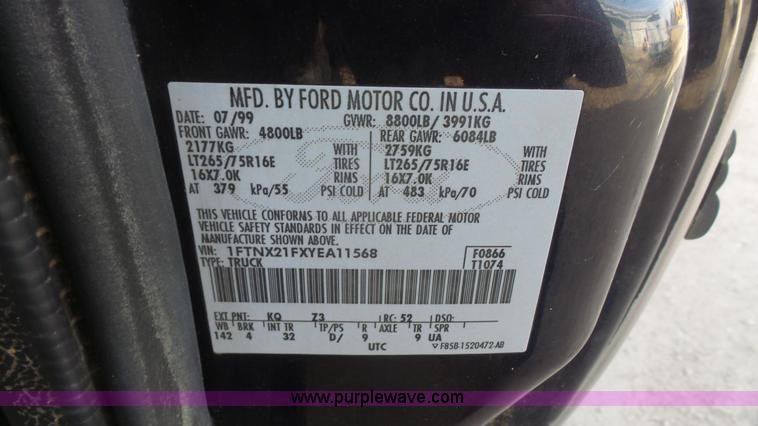 MFD. BY FORD MOTOR CO. IN U.S.A.
DATE: 07/99 GVWR: 8800LB/ 3991KG
FRONT GAWR: 4800LB REAR GAWR: 6084LB
2177KG WITH 2759KG WITH
LT265/75R16E TIRES LT265/75R16E TIRES
16X7.0K RIMS 16X7.0K RIMS
AT 379 kPa/55 PSI COLD AT 483 kPa/70 PSI COLD
THIS VEHICLE CONFORMS TO ALL APPLICABLE FEDERAL MOTOR
VEHICLE SAFETY STANDARDS IN EFFECT ON THE DATE OF
MANUFACTURE SHOWN ABOVE.
VIN: 1FTNX21FXYEA11568 F0866
TYPE: TRUCK T1074
EXT PNT: KQ Z3 RC: 52 DSO:
WB BRK INT TR TP/PS R AXLE TR SPR
142 4 32 D/ 9 9 UA
UTC F85B-1520472-AB
www.purplewave.com